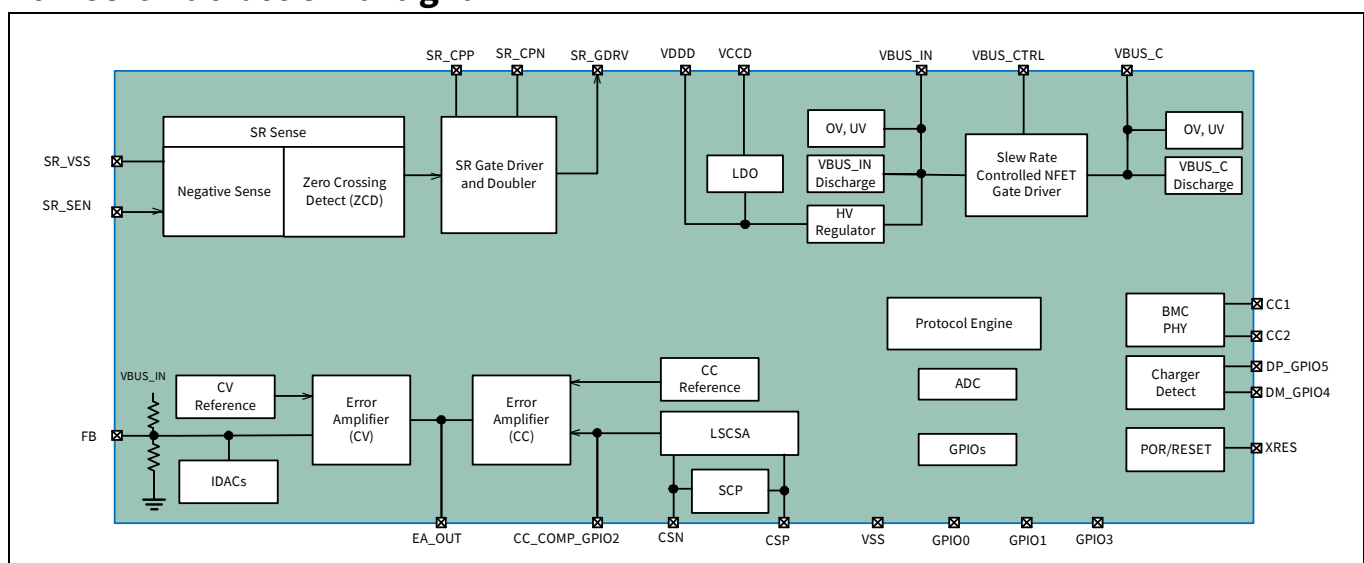 SR_CPP
SR_CPN
SR_GDRV
VDDD
VCCD
VBUS_IN
VBUS_CTRL
VBUS_C
SR Sense
Negative Sense
Zero Crossing
Detect (ZCD)
SR_VSS
SR_SEN
SR Gate Driver
and Doubler
LDO
OV, UV
VBUS_IN
Discharge
HV
Regulator
Slew Rate
Controlled NFET
Gate Driver
OV, UV
VBUS_C
Discharge
Protocol Engine
BMC
PHY
CC1
CC2
ADC
Charger
Detect
DP_GPIO5
DM_GPIO4
GPIOs
POR/RESET
XRES
VBUS_IN
CV
Reference
FB
IDACs
Error
Amplifier
(CV)
Error
Amplifier
(CC)
CC
Reference
LSCSA
SCP
EA_OUT
CC_COMP_GPIO2
CSN
CSP
VSS
GPIO0
GPIO1
GPIO3